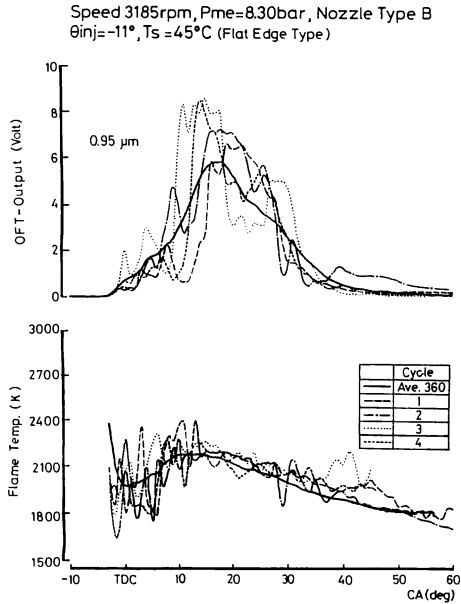 Speed 3185rpm, Pme=8.30bar, Nozzle Type B
θinj=-11°, Ts=45°C (Flat Edge Type)
10
8
6
4
2
0
OFT-Output (Volt)
0.95 μm
3000
2700
2400
2100
1800
1500
Flame Temp. (K)
Cycle
Ave. 360
1
2
3
4
-10 TDC 10 20 30 40 50 60
CA(deg)